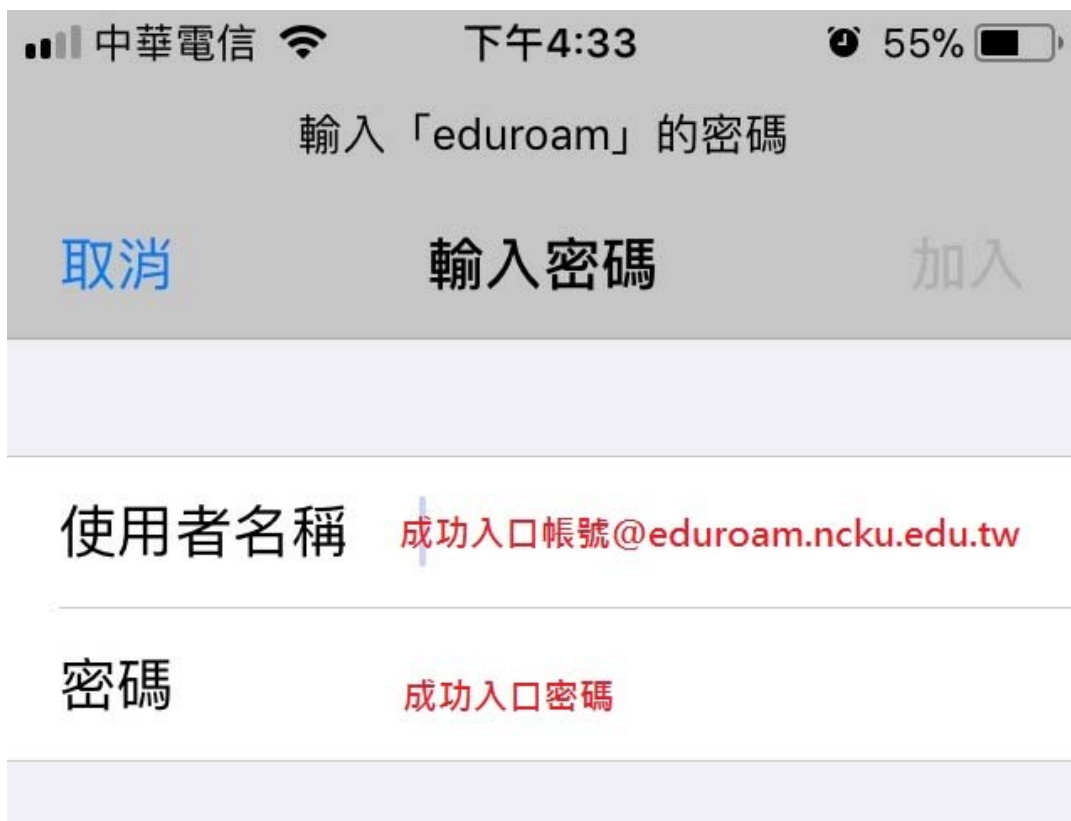 中華電信 下午4:33 55%
輸入「eduroam」的密碼
取消 輸入密碼 加入
使用者名稱 成功入口帳號@eduroam.ncku.edu.tw
密碼 成功入口密碼